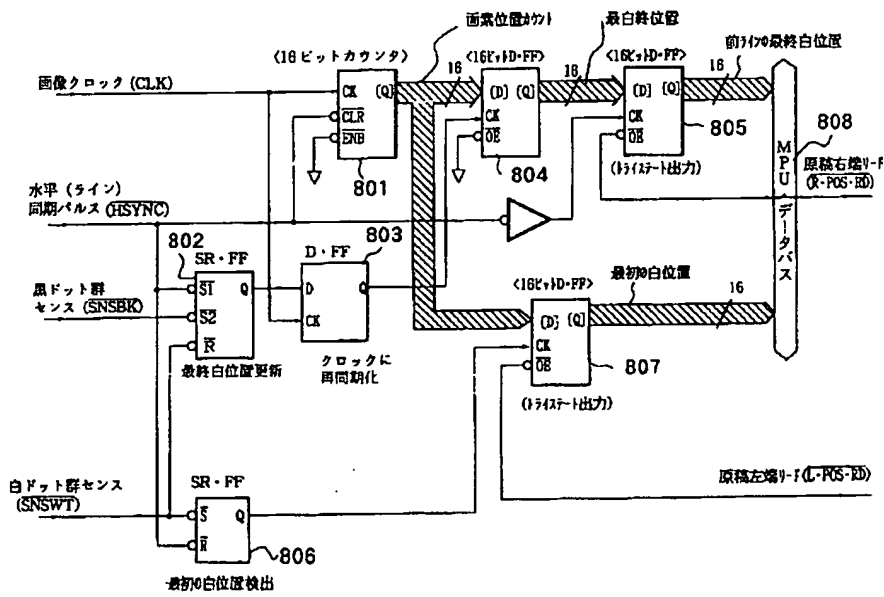 画素位置カウント
最白終位置
前ラインの最終白位置
〈16ビットカウンタ〉
〈16ビットD・FF〉
〈16ビットD・FF〉
画像クロック(CLK)
CK [Q]
CLR
ENB
801
16
[D] [Q]
CK
OE
804
16
[D] [Q]
CK
OE
805
(トライステート出力)
16
808
MPU・データバス
原稿右端リード
(R・POS・RD)
水平(ライン)
同期パルス(HSYNC)
802
SR・FF
S1 Q
S2
R
最終白位置更新
803
D・FF
D Q
CK
クロックに
再同期化
黒ドット群
センス(SNSBK)
〈16ビットD・FF〉
最初の白位置
[D] [Q]
CK
OE
807
16
(トライステート出力)
白ドット群センス
(SNSWT)
SR・FF
S Q
R
806
最初の白位置検出
原稿左端リード(L・POS・RD)